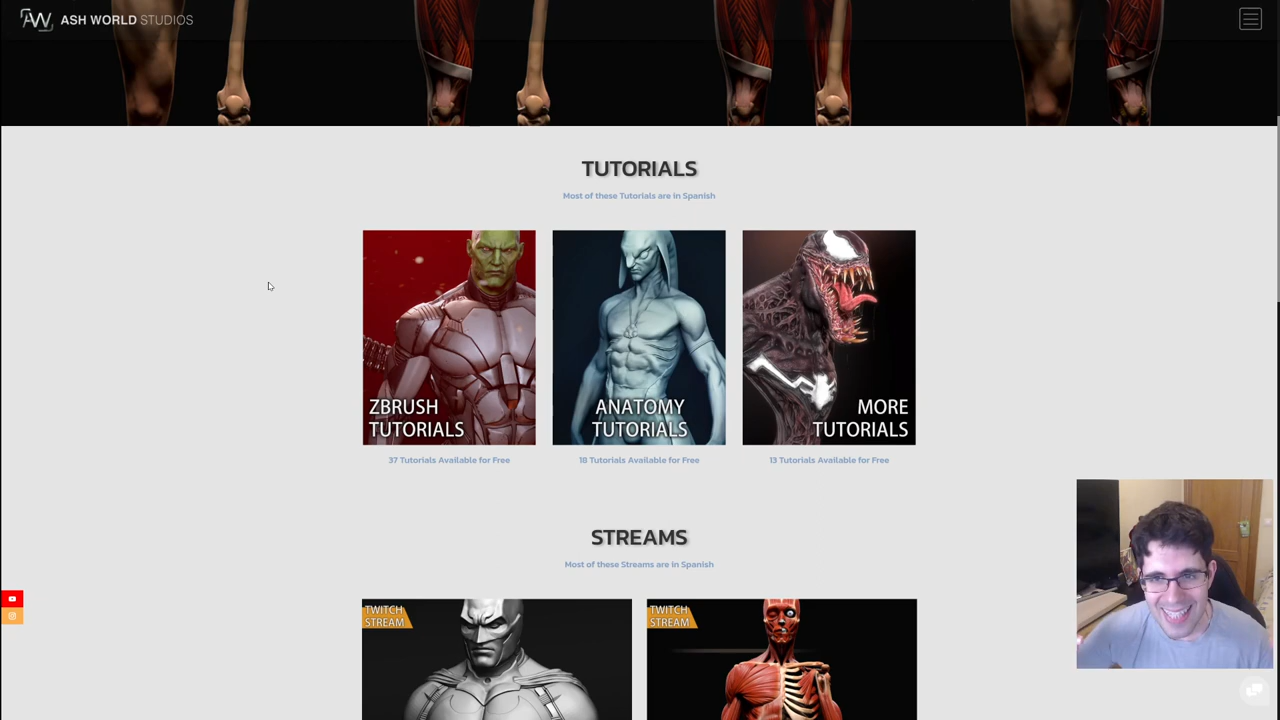 ASH WORLD STUDIOS
TUTORIALS
Most of these Tutorials are in Spanish
ZBRUSH
TUTORIALS
ANATOMY
TUTORIALS
MORE
TUTORIALS
37 Tutorials Available for Free
18 Tutorials Available for Free
13 Tutorials Available for Free
STREAMS
Most of these Streams are in Spanish
TWITCH
STREAM
TWITCH
STREAM